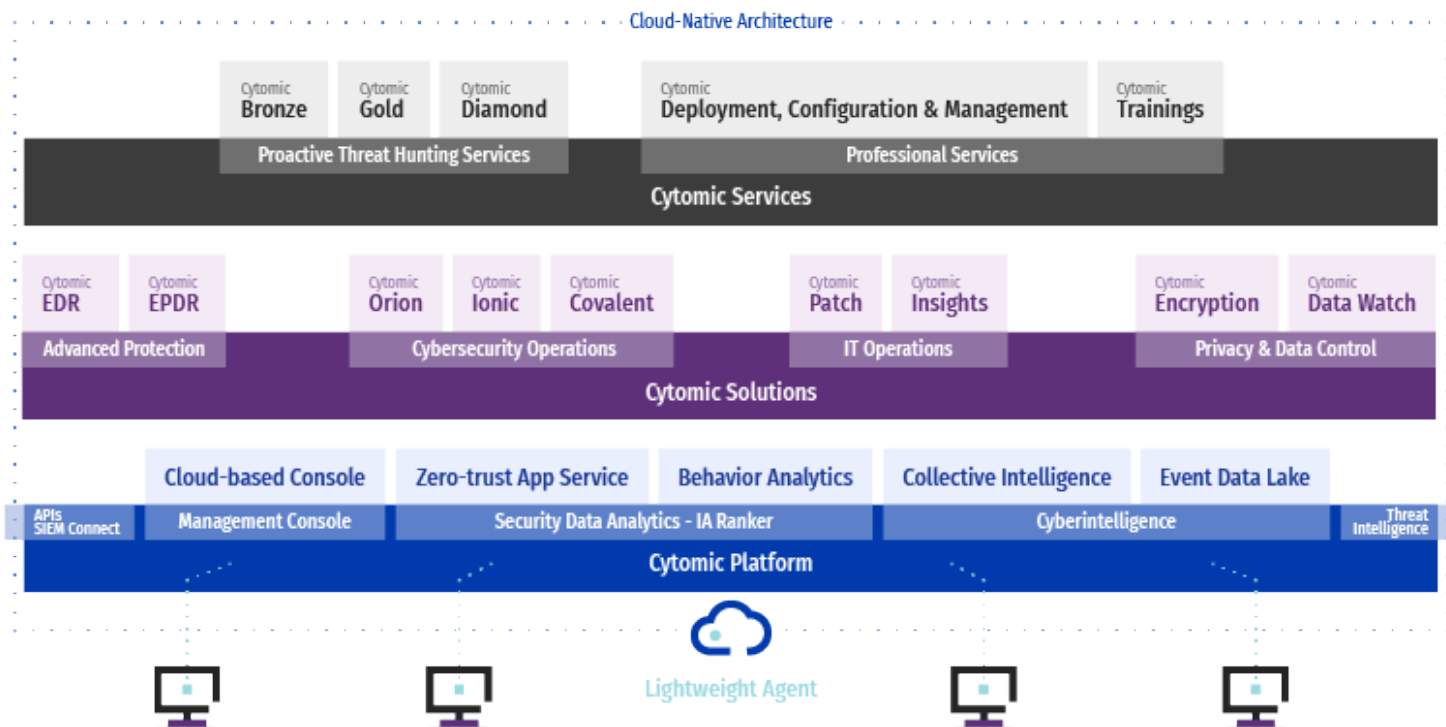 Cloud-Native Architecture
Cytomic
Bronze
Cytomic
Gold
Cytomic
Diamond
Cytomic
Deployment, Configuration & Management
Cytomic
Trainings
Proactive Threat Hunting Services
Professional Services
Cytomic Services
Cytomic
EDR
Cytomic
EPDR
Cytomic
Orion
Cytomic
Ionic
Cytomic
Covalent
Cytomic
Patch
Cytomic
Insights
Cytomic
Encryption
Cytomic
Data Watch
Advanced Protection
Cybersecurity Operations
IT Operations
Privacy & Data Control
Cytomic Solutions
Cloud-based Console
Zero-trust App Service
Behavior Analytics
Collective Intelligence
Event Data Lake
APIs
SIEM Connect
Management Console
Security Data Analytics - IA Ranker
Cyberintelligence
Threat
Intelligence
Cytomic Platform
Lightweight Agent